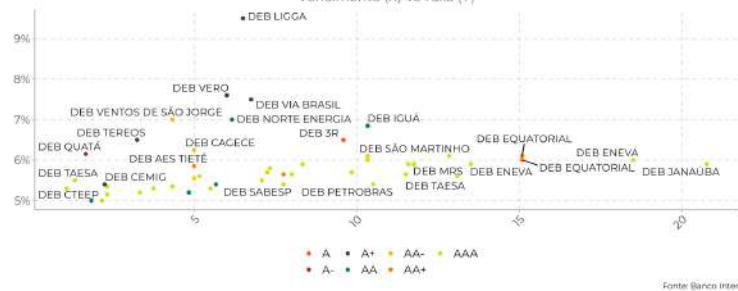 Vencimento (X) vs Taxa (Y)
DEB LIGGA
9%
8%
DEB VERO
DEB VIA BRASIL
DEB VENTOS DE SÃO JORGE
DEB NORTE ENERGIA
DEB IGUÁ
7%
DEB TEREOS
DEB CAGECE
DEB 3R
DEB EQUATORIAL
DEB QUATÁ
DEB SÃO MARTINHO
DEB ENEVA
6%
DEB AES TIETÊ
DEB EQUATORIAL
DEB TAESA
DEB CEMIG
DEB MRS
DEB ENEVA
DEB JANAÚBA
DEB CTEEP
DEB SABESP
DEB PETROBRAS
DEB TAESA
5%
5
10
15
20
A A+ AA- AAA
A- AA AA+
Fonte: Banco Inter